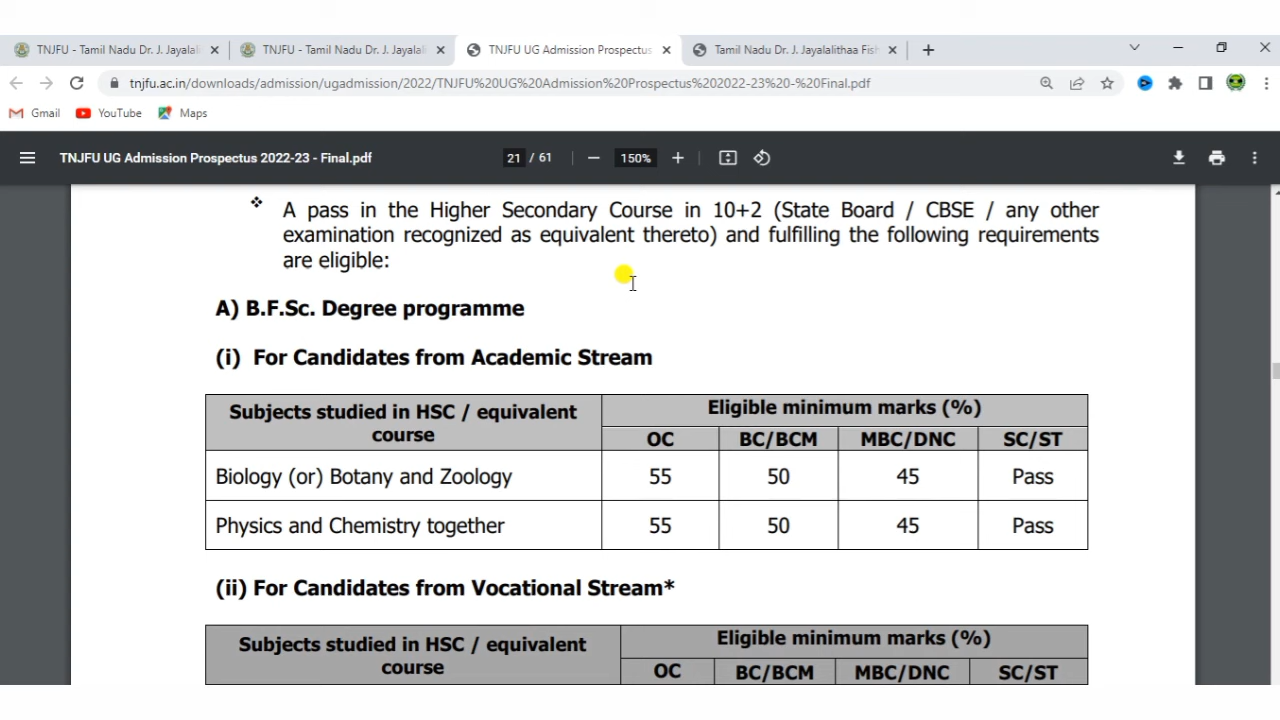 TNJFU - Tamil Nadu Dr. J. Jayalali
TNJFU - Tamil Nadu Dr. J. Jayalal
TNJFU UG Admission Prospectus
Tamil Nadu Dr. J. Jayalalithaa Fish
tnjfu.ac.in/downloads/admission/ugadmission/2022/TNJFU%20UG%20Admission%20Prospectus%202022-23%20-%20Final.pdf
Gmail YouTube Maps
TNJFU UG Admission Prospectus 2022-23 - Final.pdf 21 / 61 150%
❖ A pass in the Higher Secondary Course in 10+2 (State Board / CBSE / any other
examination recognized as equivalent thereto) and fulfilling the following requirements
are eligible:
A) B.F.Sc. Degree programme
(i) For Candidates from Academic Stream
Subjects studied in HSC / equivalent
course
Eligible minimum marks (%)
OC BC/BCM MBC/DNC SC/ST
Biology (or) Botany and Zoology 55 50 45 Pass
Physics and Chemistry together 55 50 45 Pass
(ii) For Candidates from Vocational Stream*
Subjects studied in HSC / equivalent
course
Eligible minimum marks (%)
OC BC/BCM MBC/DNC SC/ST